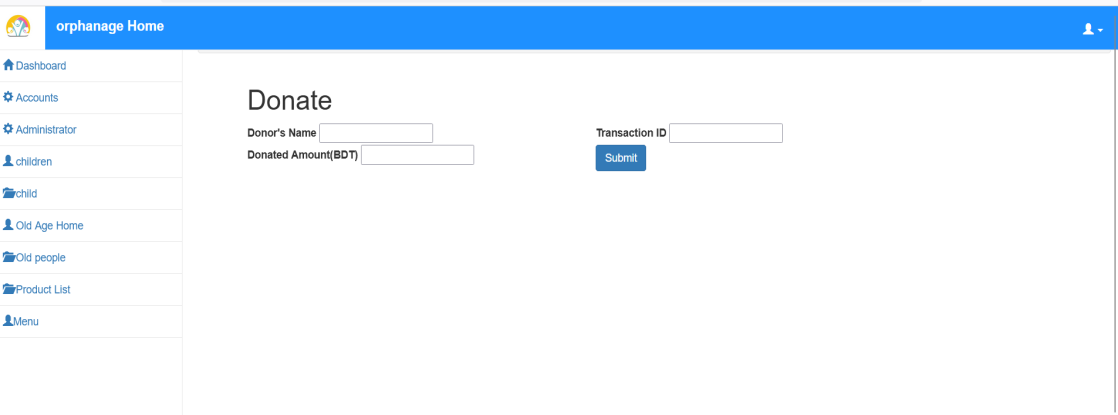 orphanage Home
Dashboard
Accounts
Administrator
children
child
Old Age Home
Old people
Product List
Menu
Donate
Donor's Name
Transaction ID
Donated Amount(BDT)
Submit